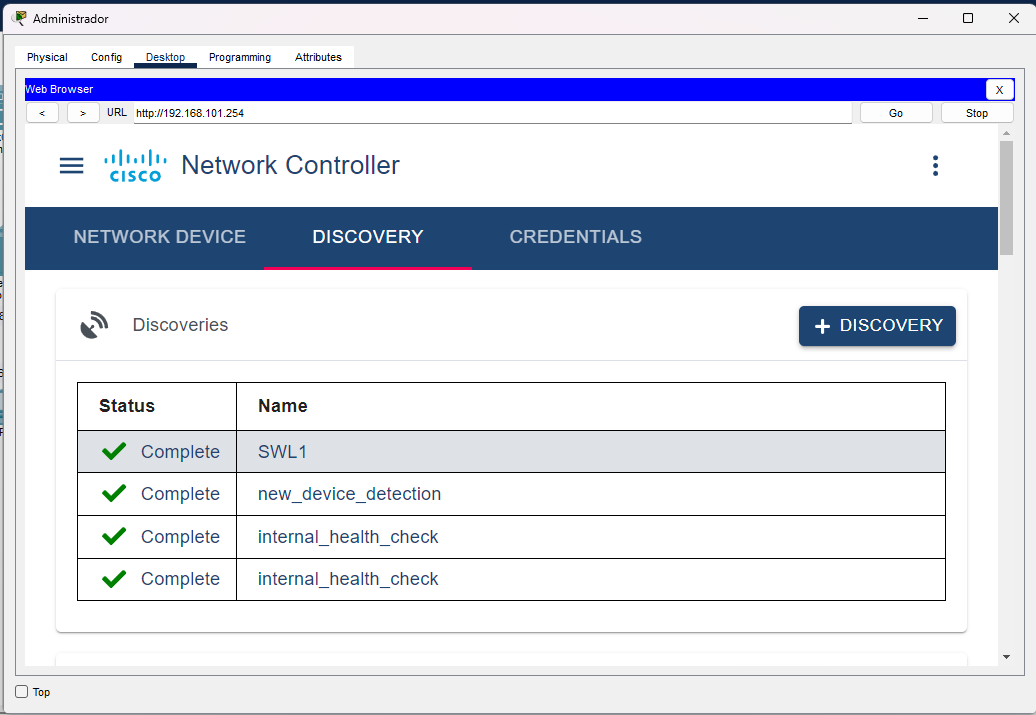 Administrador
Physical Config Desktop Programming Attributes
Web Browser X
< > URL http://192.168.101.254 Go Stop
CISCO Network Controller
NETWORK DEVICE DISCOVERY CREDENTIALS
Discoveries + DISCOVERY
Status Name
Complete SWL1
Complete new_device_detection
Complete internal_health_check
Complete internal_health_check
Top